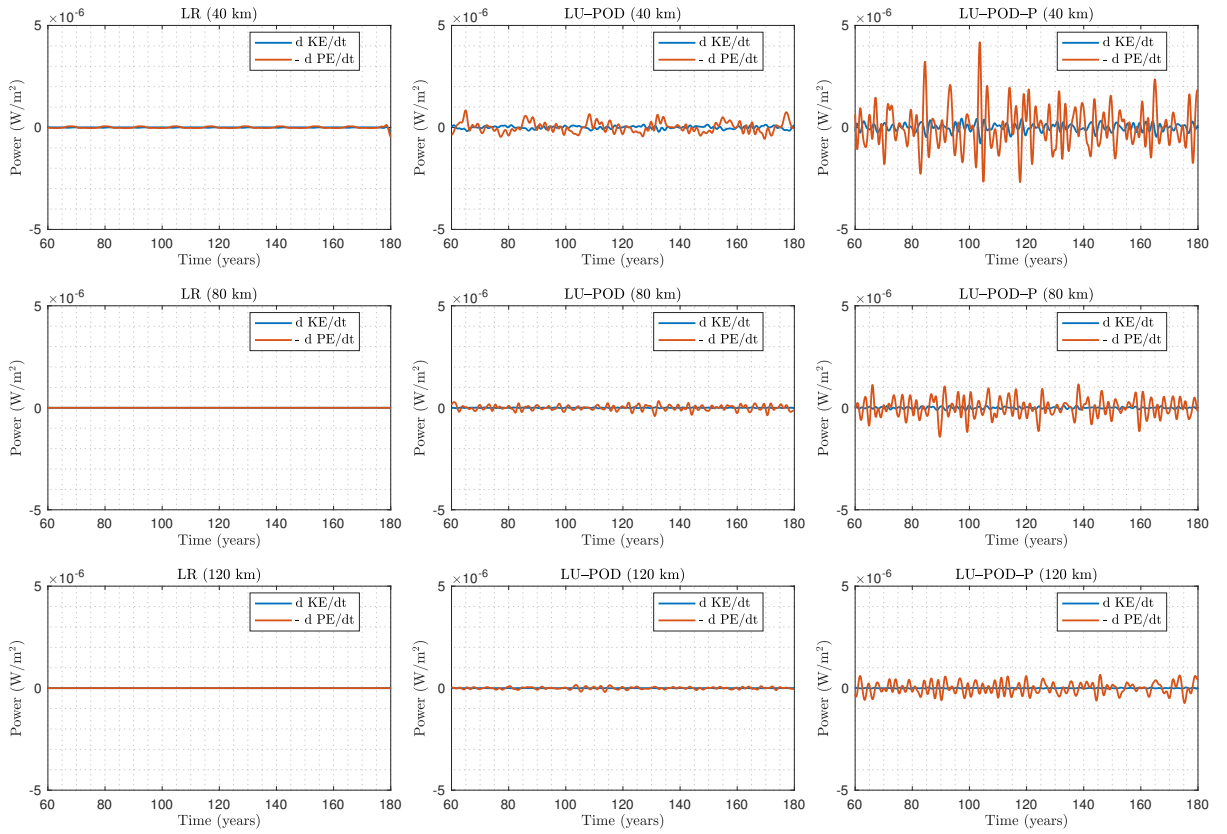 LR (40 km)
×10⁻⁶
5
0
-5
Power (W/m²)
d KE/dt
- d PE/dt
60 80 100 120 140 160 180
Time (years)
LU–POD (40 km)
×10⁻⁶
5
0
-5
Power (W/m²)
d KE/dt
- d PE/dt
60 80 100 120 140 160 180
Time (years)
LU–POD–P (40 km)
×10⁻⁶
5
0
-5
Power (W/m²)
d KE/dt
- d PE/dt
60 80 100 120 140 160 180
Time (years)
LR (80 km)
×10⁻⁶
5
0
-5
Power (W/m²)
d KE/dt
- d PE/dt
60 80 100 120 140 160 180
Time (years)
LU–POD (80 km)
×10⁻⁶
5
0
-5
Power (W/m²)
d KE/dt
- d PE/dt
60 80 100 120 140 160 180
Time (years)
LU–POD–P (80 km)
×10⁻⁶
5
0
-5
Power (W/m²)
d KE/dt
- d PE/dt
60 80 100 120 140 160 180
Time (years)
LR (120 km)
×10⁻⁶
5
0
-5
Power (W/m²)
d KE/dt
- d PE/dt
60 80 100 120 140 160 180
Time (years)
LU–POD (120 km)
×10⁻⁶
5
0
-5
Power (W/m²)
d KE/dt
- d PE/dt
60 80 100 120 140 160 180
Time (years)
LU–POD–P (120 km)
×10⁻⁶
5
0
-5
Power (W/m²)
d KE/dt
- d PE/dt
60 80 100 120 140 160 180
Time (years)